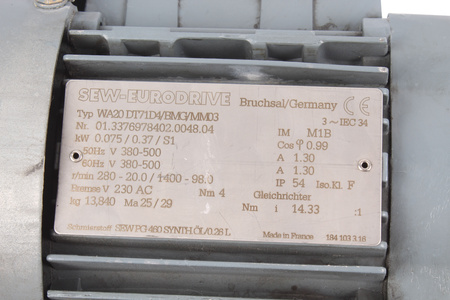 SEW-EURODRIVE Bruchsal/Germany CE
Typ WA20 DT71D4/BMG/MM03 3 ~ IEC 34
Nr. 01.3376978402.0048.04 IM M1B
kW 0.075 / 0.37 / S1 Cos φ 0.99
50Hz V 380-500 A 1.30
60Hz V 380-500 A 1.30
r/min 280 - 20.0 / 1400 - 98.0 IP 54 Iso.Kl. F
Bremse V 230 AC Nm 4 Gleichrichter
kg 13,840 Ma 25 / 29 Nm i 14.33 :1
Schmierstoff SEW PG 460 SYNTH.ÖL/0.26 L Made in France 184 103 3.16